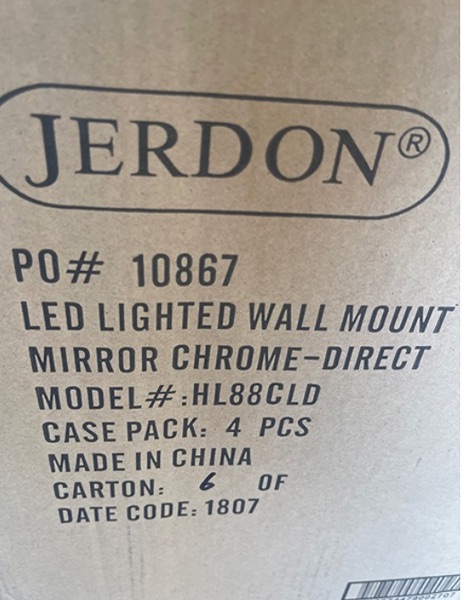 JERDON®
PO# 10867
LED LIGHTED WALL MOUNT
MIRROR CHROME-DIRECT
MODEL#:HL88CLD
CASE PACK: 4 PCS
MADE IN CHINA
CARTON: 6 OF
DATE CODE: 1807